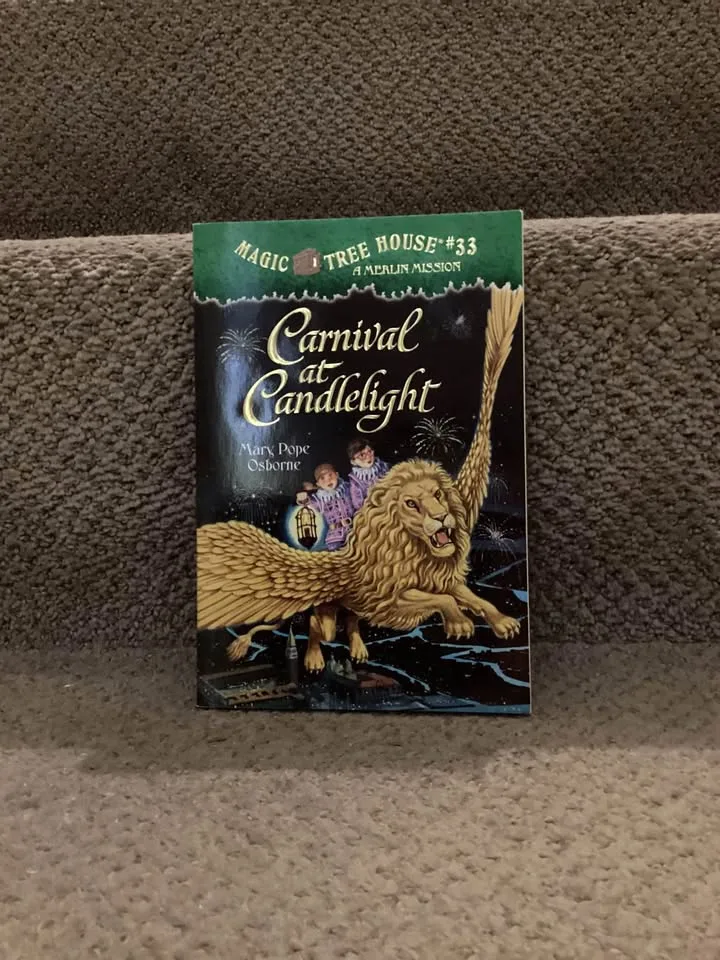 MAGIC TREE HOUSE® #33
A MERLIN MISSION
Carnival
at
Candlelight
Mary Pope
Osborne